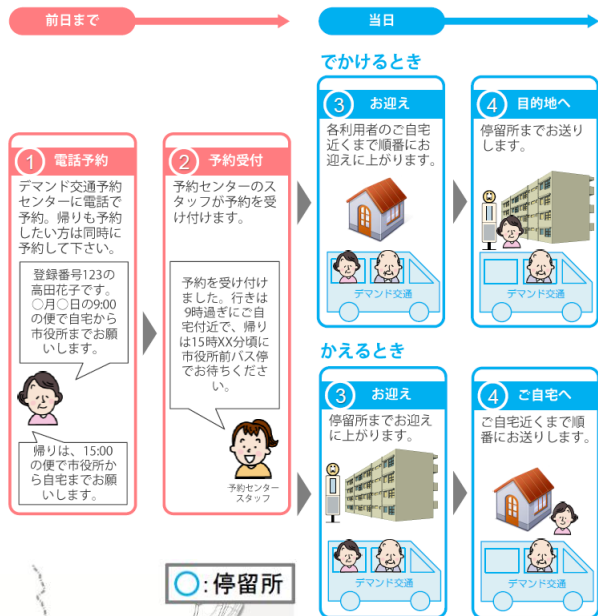 前日まで
当日
でかけるとき
① 電話予約
デマンド交通予約
センターに電話で
予約。帰りも予約
したい方は同時に
予約して下さい。
登録番号123の
高田花子です。
○月○日の9:00
の便で自宅から
市役所までお願
いします。
帰りは、15:00
の便で市役所か
ら自宅までお願
いします。
② 予約受付
予約センターのス
タッフが予約を受
け付けます。
予約を受け付け
ました。行きは
9時過ぎにご自
宅付近で、帰り
は15時XX分頃に
市役所前バス停
でお待ちくださ
い。
予約センター
スタッフ
③ お迎え
各利用者のご自宅
近くまで順番にお
迎えに上がります。
デマンド交通
④ 目的地へ
停留所までお送り
します。
デマンド交通
かえるとき
③ お迎え
停留所までお迎え
に上がります。
デマンド交通
④ ご自宅へ
ご自宅近くまで順
番にお送りします。
デマンド交通
○:停留所